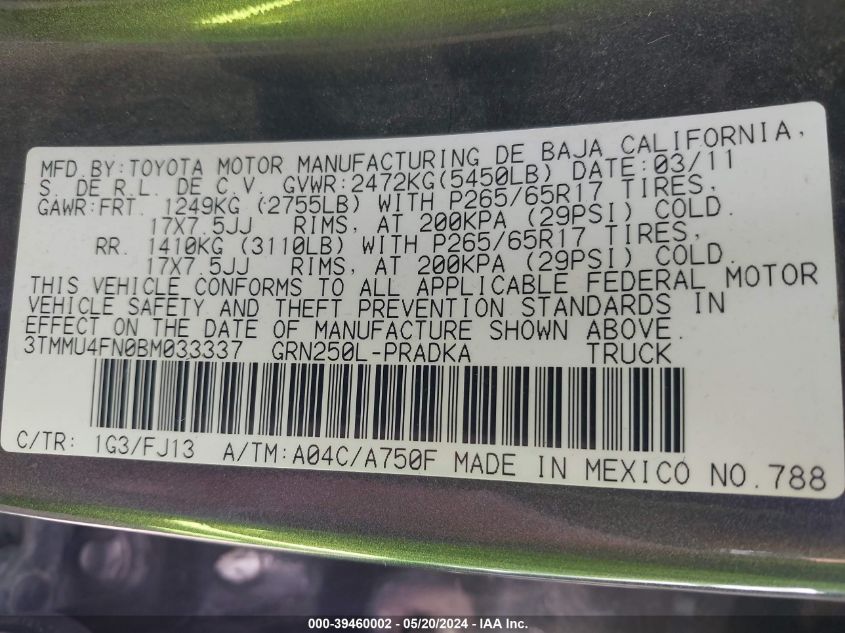 MFD.BY:TOYOTA MOTOR MANUFACTURING DE BAJA CALIFORNIA,
S. DE R.L. DE C.V. GVWR:2472KG(5450LB) DATE:03/11
GAWR:FRT. 1249KG (2755LB) WITH P265/65R17 TIRES,
17X7.5JJ RIMS, AT 200KPA (29PSI) COLD.
RR. 1410KG (3110LB) WITH P265/65R17 TIRES,
17X7.5JJ RIMS, AT 200KPA (29PSI) COLD.
THIS VEHICLE CONFORMS TO ALL APPLICABLE FEDERAL MOTOR
VEHICLE SAFETY AND THEFT PREVENTION STANDARDS IN
EFFECT ON THE DATE OF MANUFACTURE SHOWN ABOVE.
3TMMU4FN0BM033337 GRN250L-PRADKA TRUCK
C/TR: 1G3/FJ13 A/TM:A04C/A750F MADE IN MEXICO NO.788
000-39460002 - 05/20/2024 - IAA Inc.